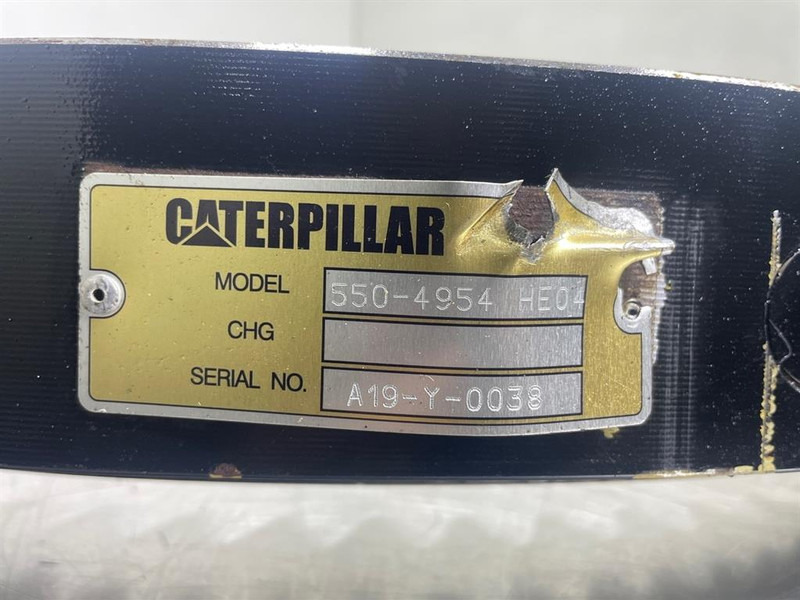 CATERPILLAR
MODEL 550-4954 HE04
CHG
SERIAL NO. A19-Y-0038